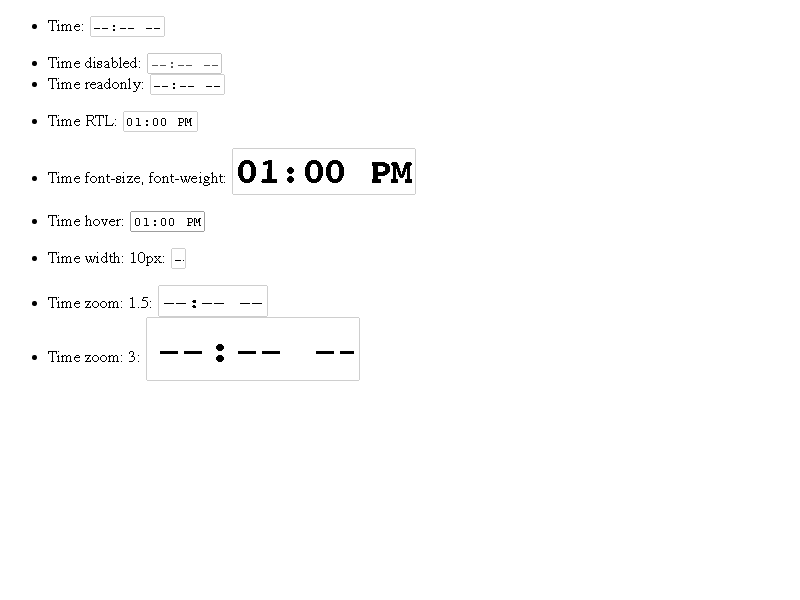 Time: --:-- --
Time disabled: --:-- --
Time readonly: --:-- --
Time RTL: 01:00 PM
Time font-size, font-weight: 01:00 PM
Time hover: 01:00 PM
Time width: 10px: --
Time zoom: 1.5: --:-- --
Time zoom: 3: --:-- --